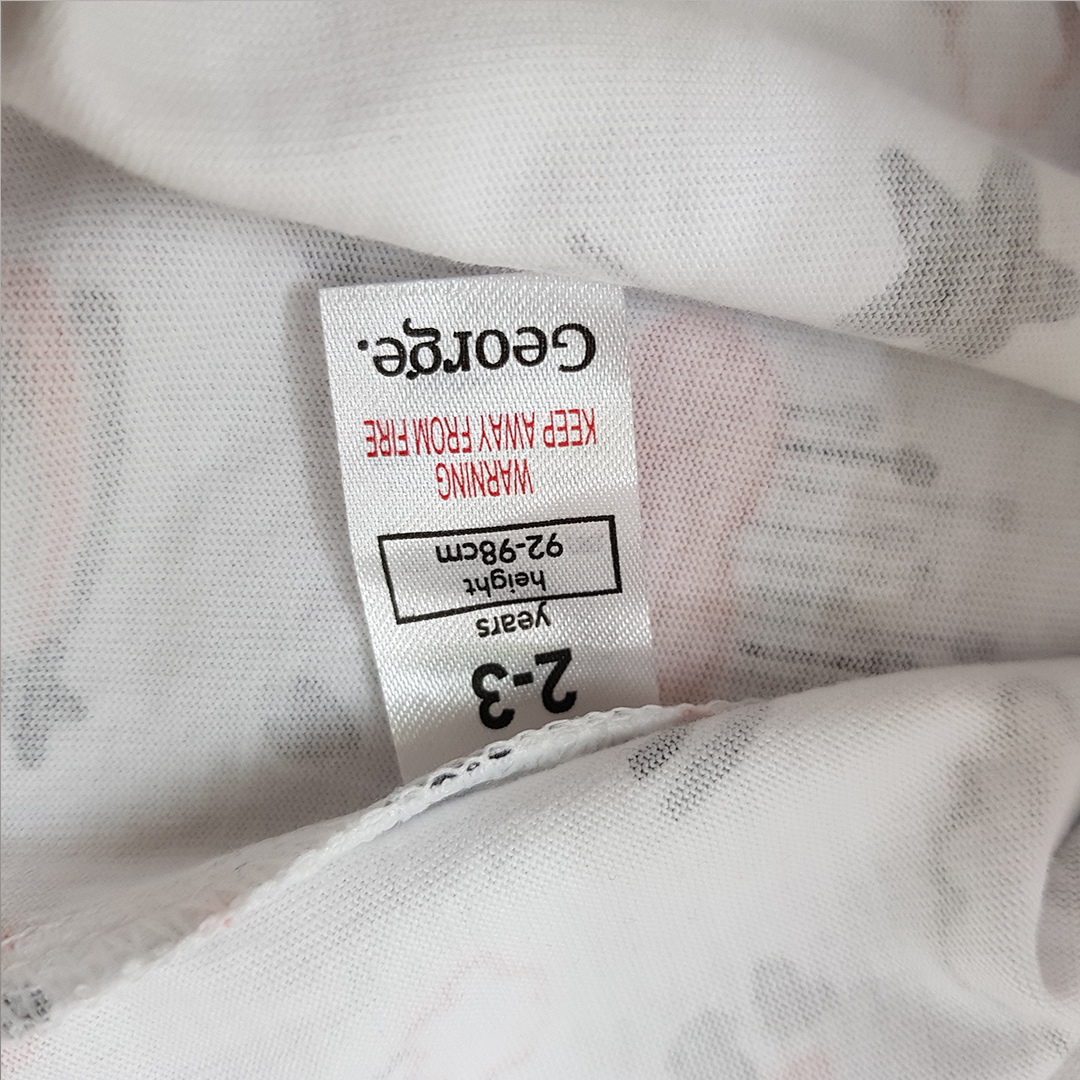 George.
KEEP AWAY FROM FIRE
WARNING
92-98cm
height
years
2-3